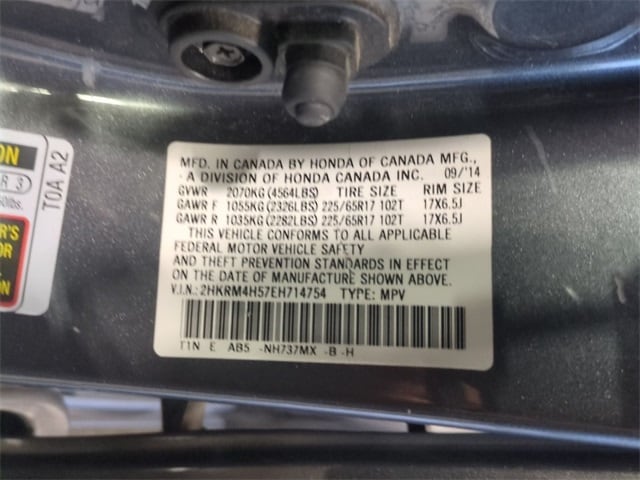 MFD. IN CANADA BY HONDA OF CANADA MFG.,
A DIVISION OF HONDA CANADA INC. 09/'14
GVWR 2070KG(4564LBS) TIRE SIZE RIM SIZE
GAWR F 1055KG(2326LBS) 225/65R17 102T 17X6.5J
GAWR R 1035KG(2282LBS) 225/65R17 102T 17X6.5J
THIS VEHICLE CONFORMS TO ALL APPLICABLE
FEDERAL MOTOR VEHICLE SAFETY
AND THEFT PREVENTION STANDARDS IN EFFECT
ON THE DATE OF MANUFACTURE SHOWN ABOVE.
V.I.N.: 2HKRM4H57EH714754 TYPE: MPV
T1N E AB5 -NH737MX -B -H
T0A A2
R 3